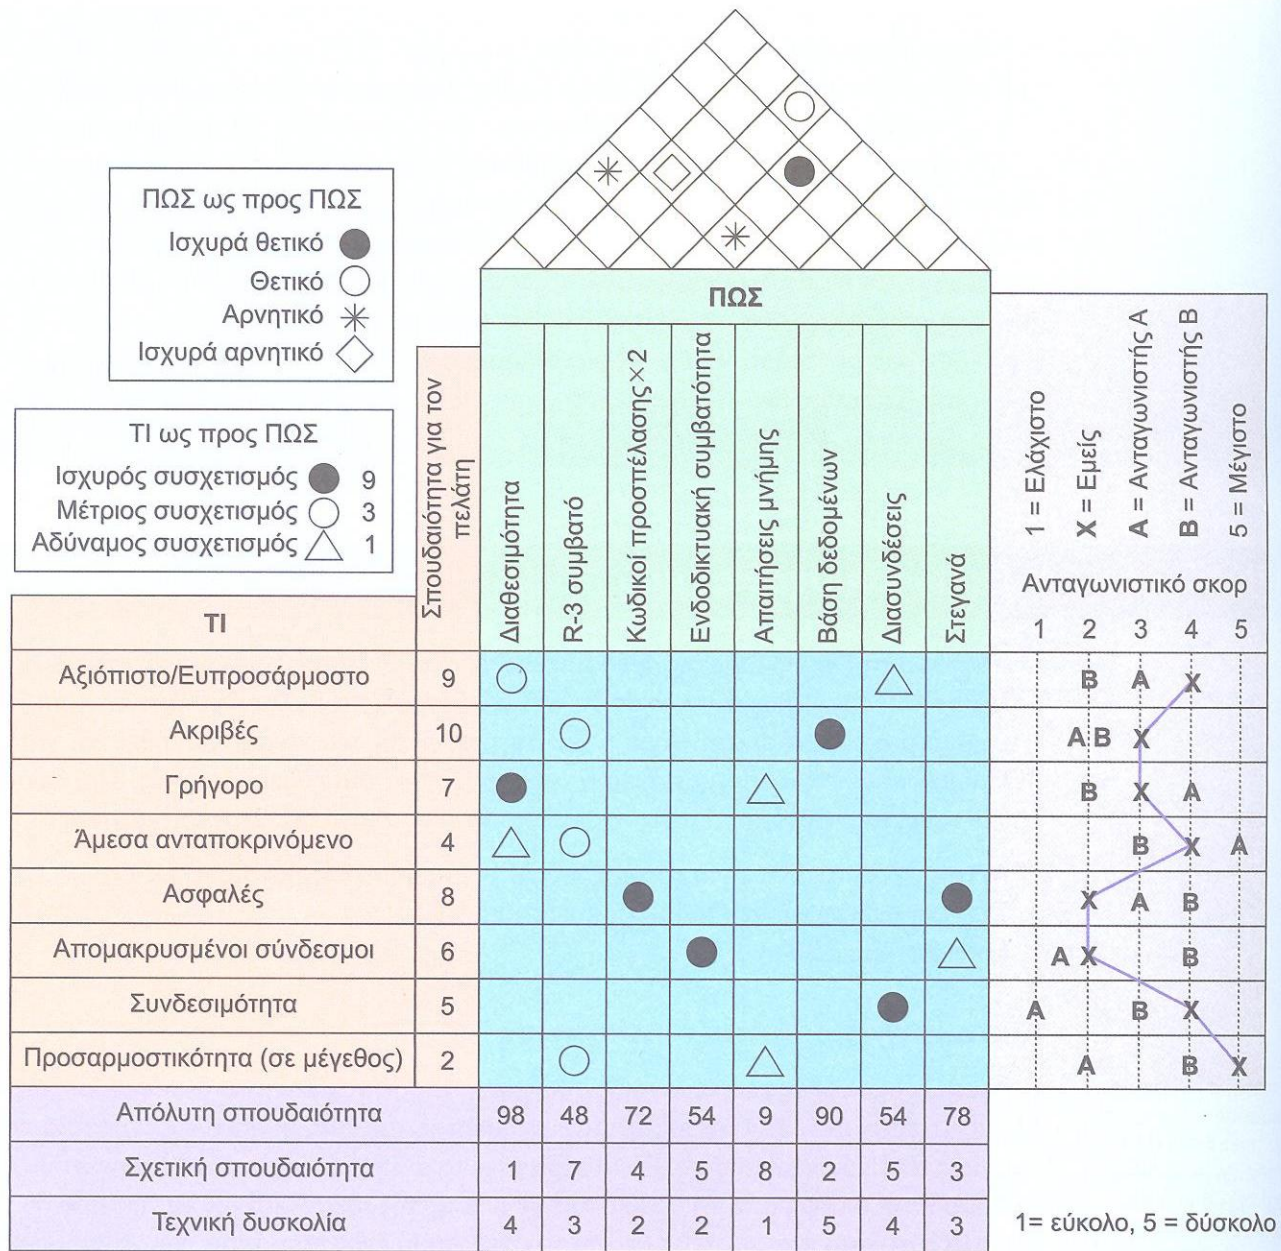 ΠΩΣ ως προς ΠΩΣ
Ισχυρά θετικό
Θετικό
Αρνητικό
Ισχυρά αρνητικό
ΤΙ ως προς ΠΩΣ
Ισχυρός συσχετισμός 9
Μέτριος συσχετισμός 3
Αδύναμος συσχετισμός 1
ΠΩΣ
Σπουδαιότητα για τον
πελάτη
Διαθεσιμότητα
R-3 συμβατό
Κωδικοί προσπέλασης×2
Ενδοδικτυακή συμβατότητα
Απαιτήσεις μνήμης
Βάση δεδομένων
Διασυνδέσεις
Στεγανά
1 = Ελάχιστο
X = Εμείς
A = Ανταγωνιστής A
B = Ανταγωνιστής B
5 = Μέγιστο
Ανταγωνιστικό σκορ
ΤΙ 1 2 3 4 5
Αξιόπιστο/Ευπροσάρμοστο 9 B A X
Ακριβές 10 A B X
Γρήγορο 7 B X A
Άμεσα ανταποκρινόμενο 4 B X A
Ασφαλές 8 X A B
Απομακρυσμένοι σύνδεσμοι 6 A X B
Συνδεσιμότητα 5 A B X
Προσαρμοστικότητα (σε μέγεθος) 2 A B X
Απόλυτη σπουδαιότητα 98 48 72 54 9 90 54 78
Σχετική σπουδαιότητα 1 7 4 5 8 2 5 3
Τεχνική δυσκολία 4 3 2 2 1 5 4 3 1= εύκολο, 5 = δύσκολο